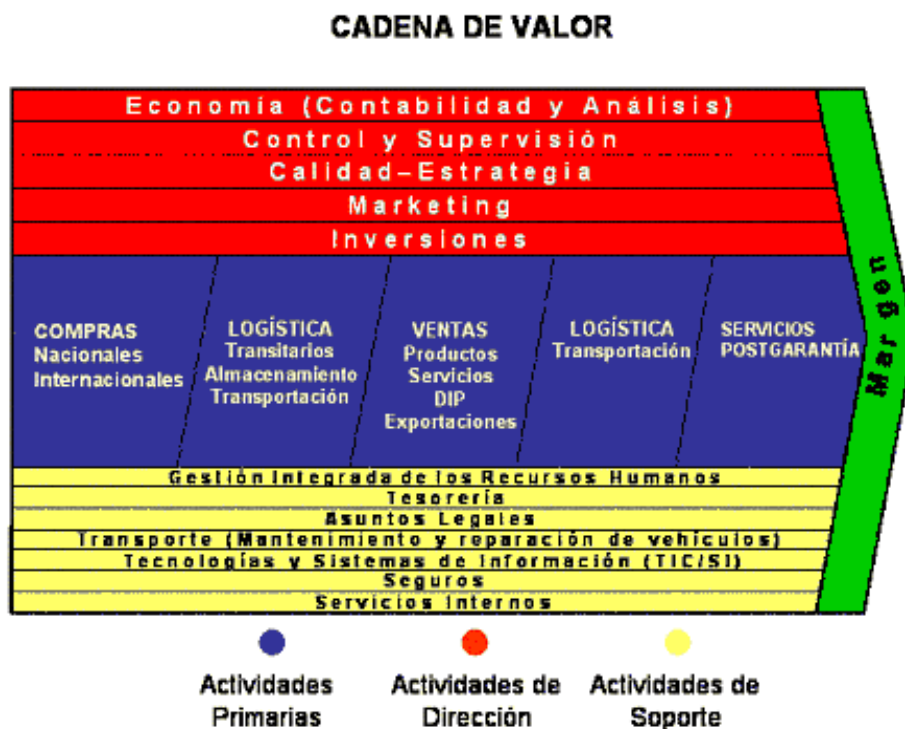 CADENA DE VALOR
Economía (Contabilidad y Análisis)
Control y Supervisión
Calidad-Estrategia
Marketing
Inversiones
COMPRAS
Nacionales
Internacionales
LOGÍSTICA
Transitarios
Almacenamiento
Transportación
VENTAS
Productos
Servicios
DIP
Exportaciones
LOGÍSTICA
Transportación
SERVICIOS
POSTGARANTÍA
Margen
Gestión Integrada de los Recursos Humanos
Tesorería
Asuntos Legales
Transporte (Mantenimiento y reparación de vehículos)
Tecnologías y Sistemas de Información (TIC/SI)
Seguros
Servicios Internos
Actividades
Primarias
Actividades de
Dirección
Actividades de
Soporte